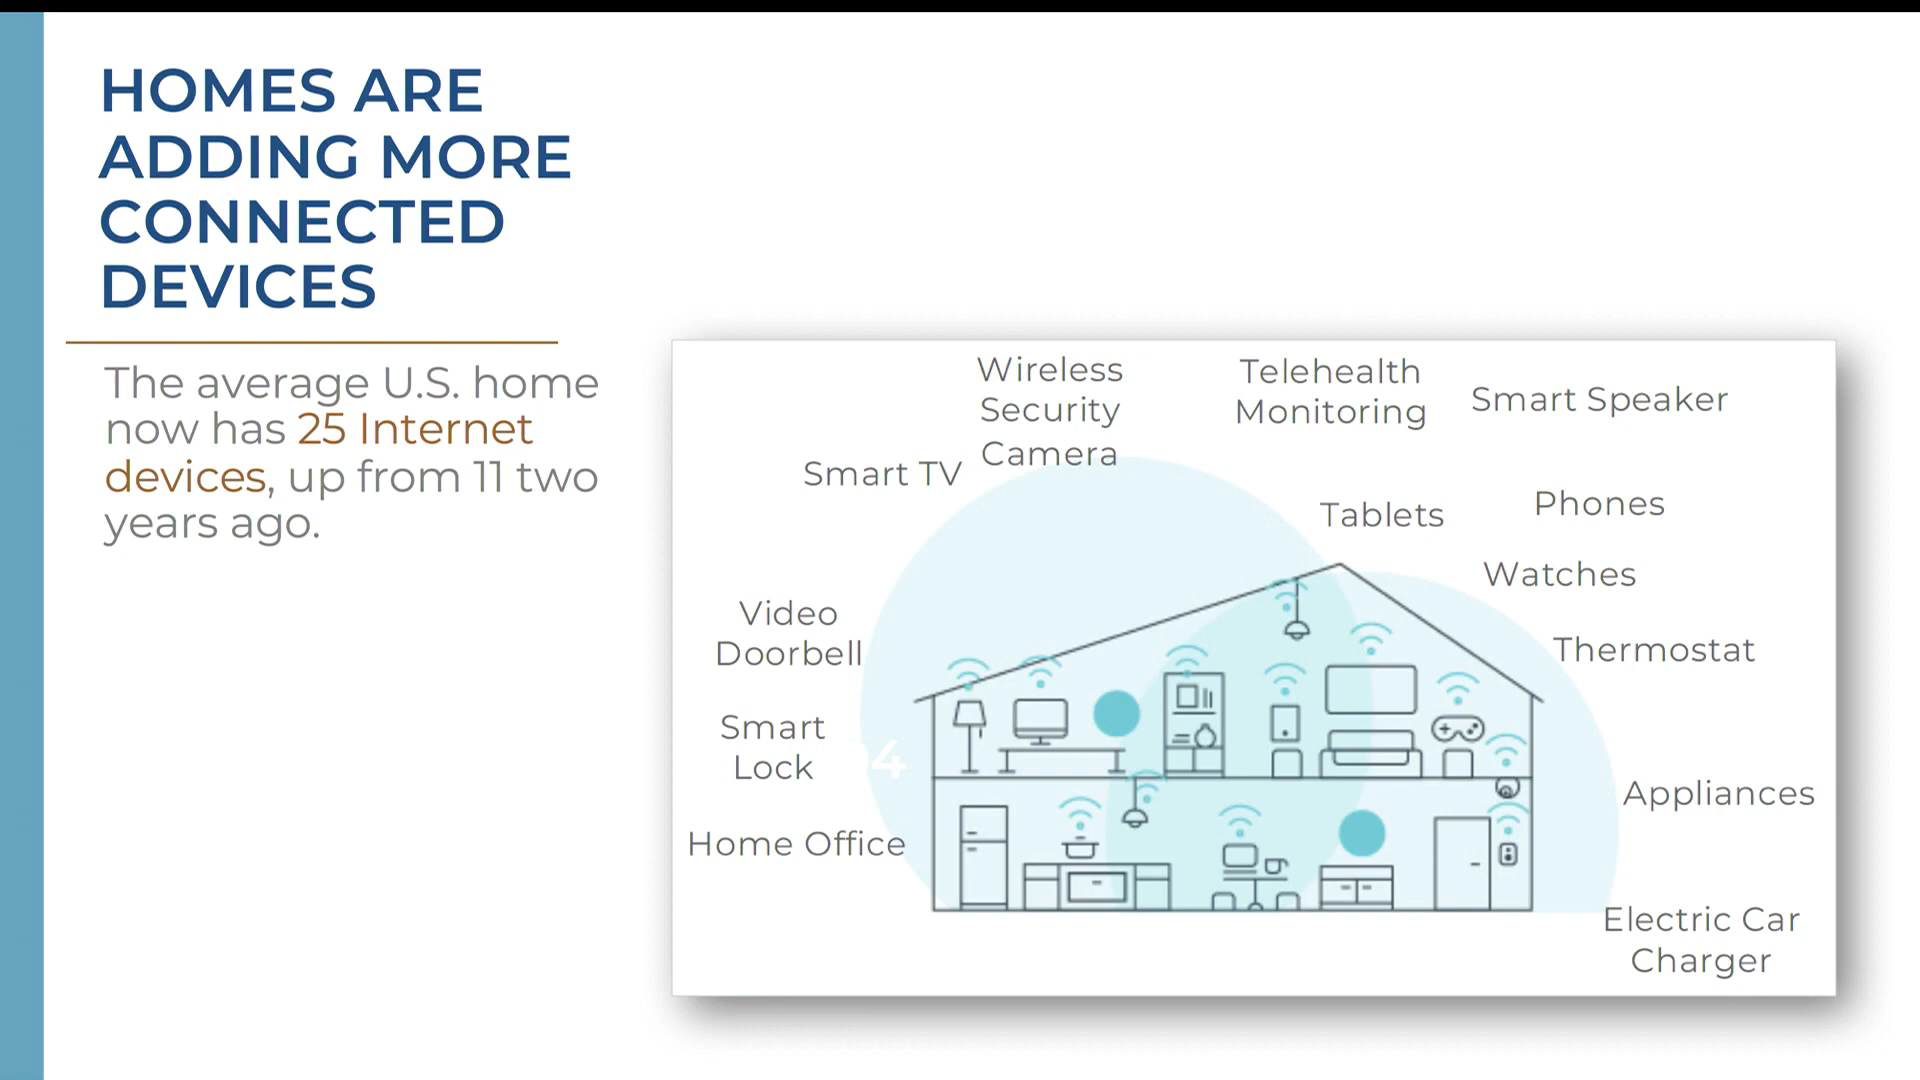 HOMES ARE
ADDING MORE
CONNECTED
DEVICES
The average U.S. home
now has 25 Internet
devices, up from 11 two
years ago.
Wireless
Security
Camera
Telehealth
Monitoring
Smart Speaker
Smart TV
Tablets
Phones
Watches
Video
Doorbell
Thermostat
Smart
Lock
4
Appliances
Home Office
Electric Car
Charger